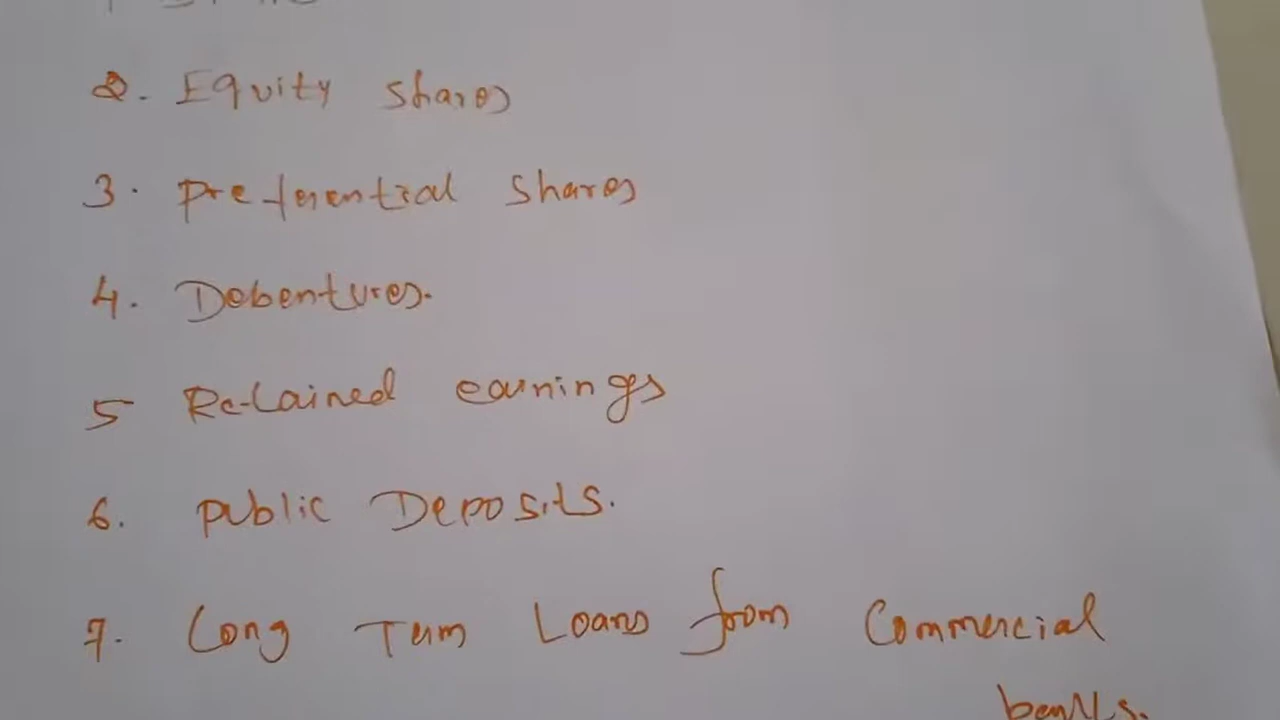 2. Equity shares
3. Preferential shares
4. Debentures.
5 Retained earnings
6. Public Deposits.
7. Long Term Loans from Commercial
banks.